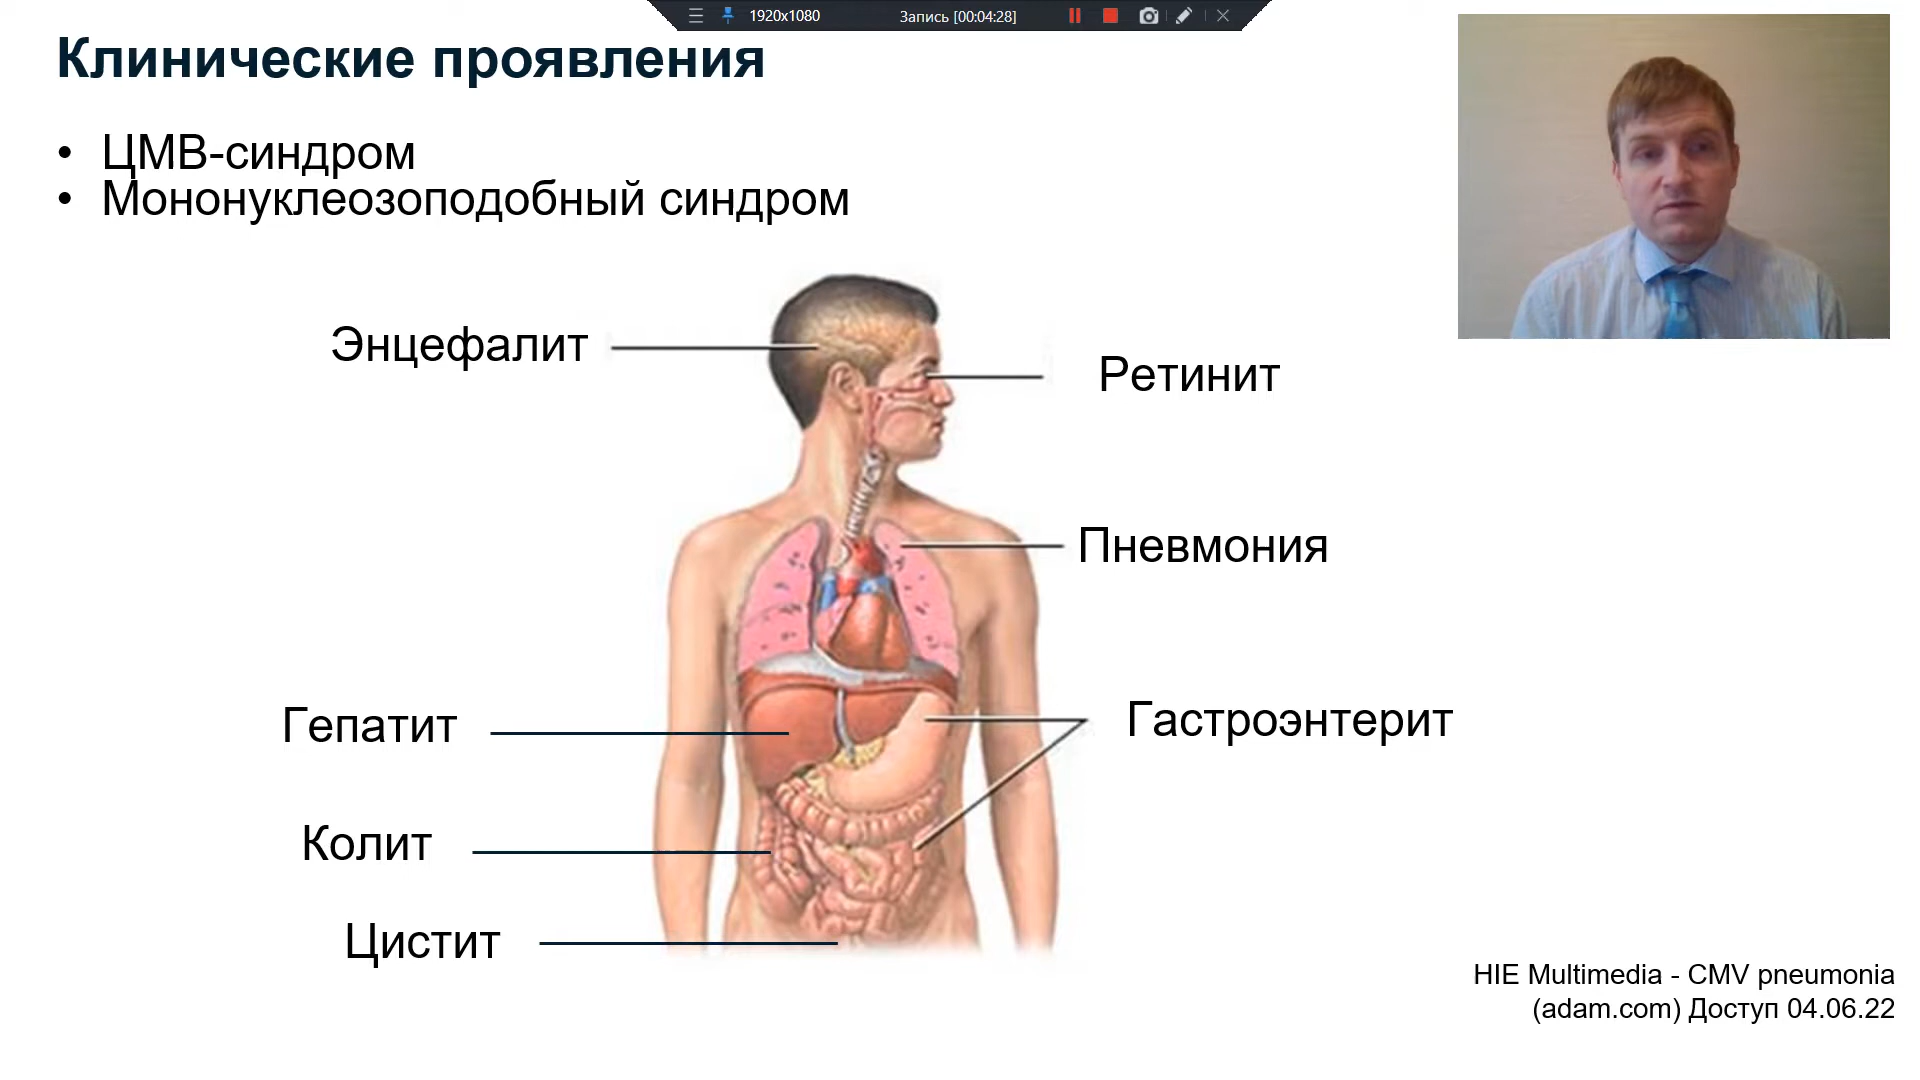 1920x1080
Запись [00:04:28]
Клинические проявления
• ЦМВ-синдром
• Мононуклеозоподобный синдром
Энцефалит
Ретинит
Пневмония
Гепатит
Гастроэнтерит
Колит
Цистит
HIE Multimedia - CMV pneumonia
(adam.com) Доступ 04.06.22